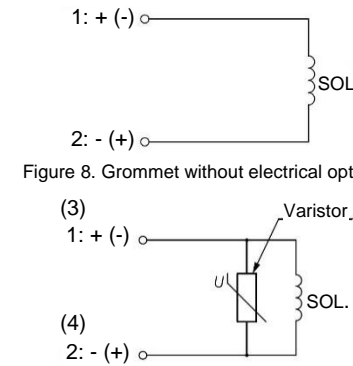 1: + (-)
SOL
2: - (+)
Figure 8. Grommet without electrical opt
(3)
Varistor
1: + (-)
U
SOL.
(4)
2: - (+)